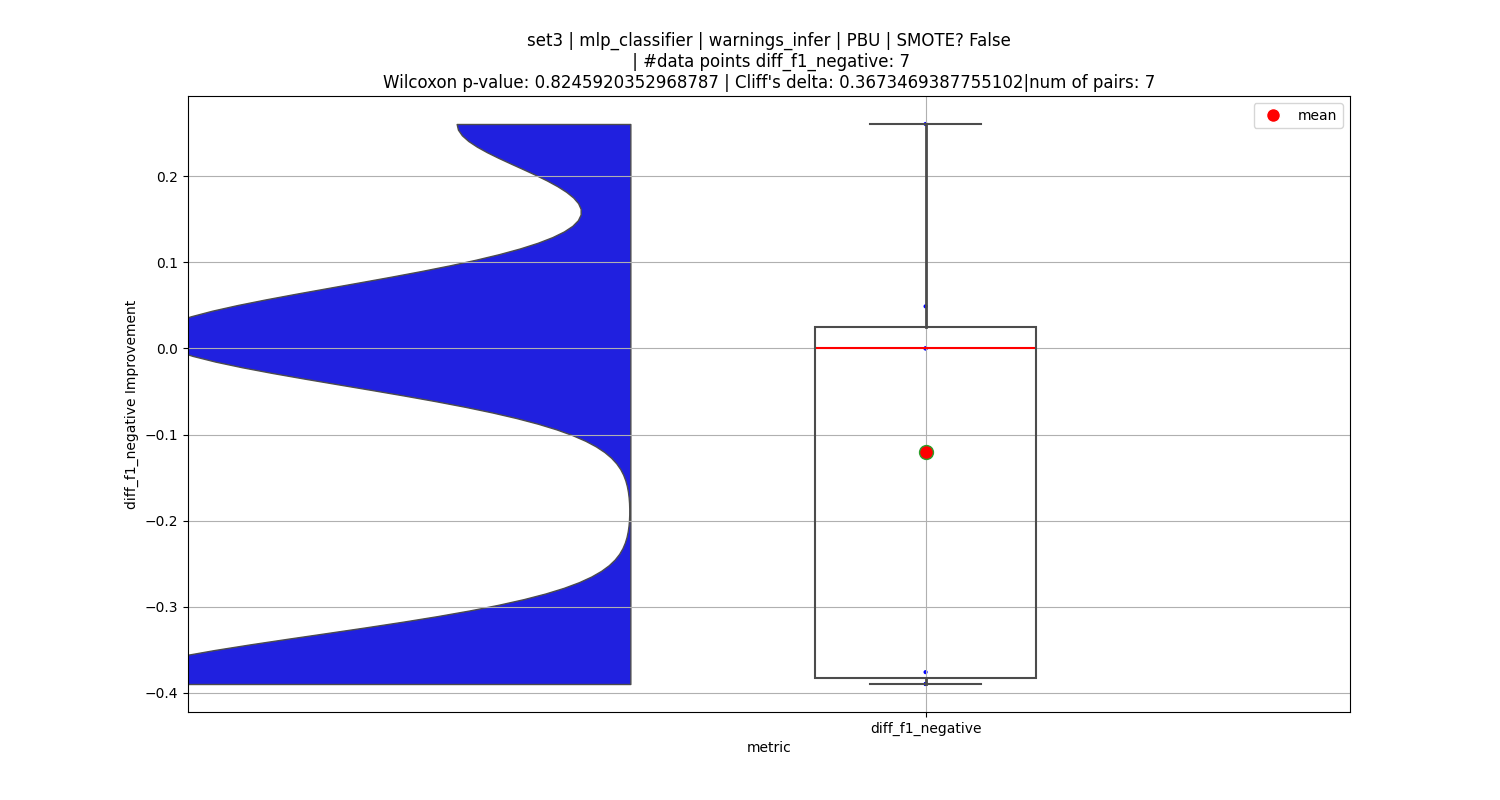 set3 | mlp_classifier | warnings_infer | PBU | SMOTE? False
| #data points diff_f1_negative: 7
Wilcoxon p-value: 0.8245920352968787 | Cliff's delta: 0.3673469387755102|num of pairs: 7
mean
0.2
0.1
0.0
−0.1
−0.2
−0.3
−0.4
diff_f1_negative Improvement
diff_f1_negative
metric